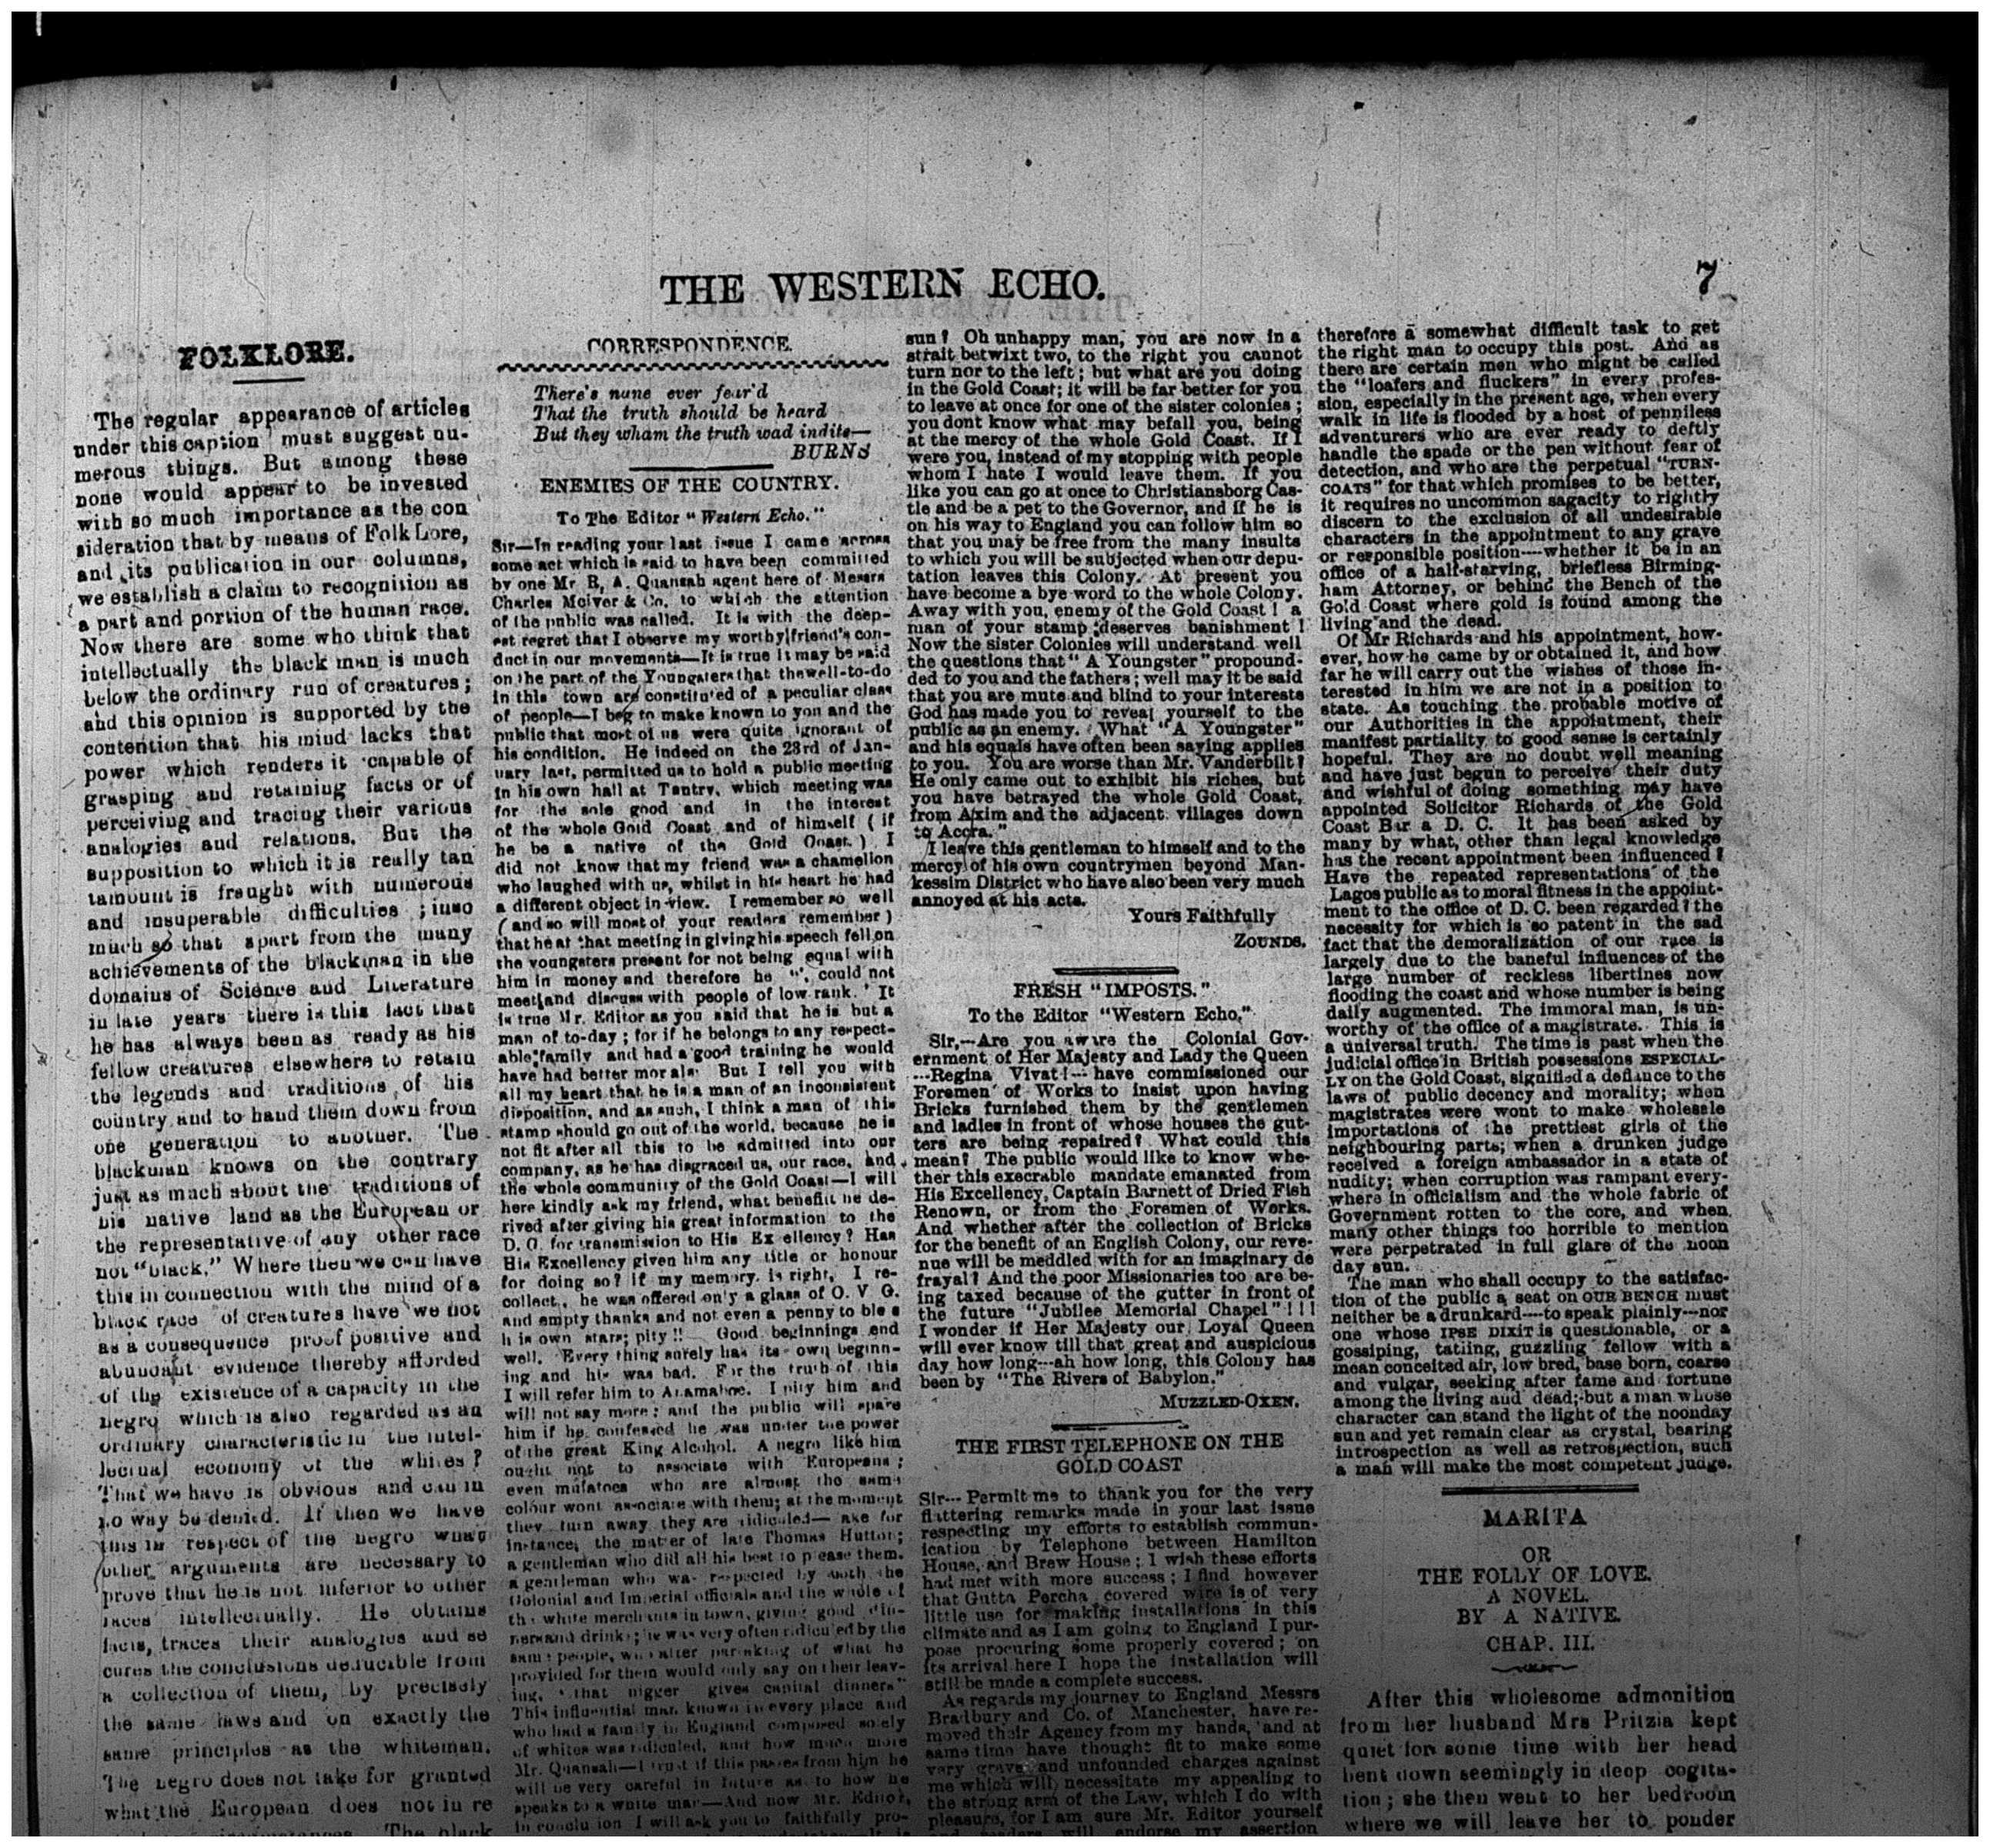 THE WESTERN ECHO.
7
FOLKLORE.
The regular appearance of articles
under this caption must suggest nu-
merous things. But among these
none would appear to be invested
with so much importance as the con
sideration that by means of Folk Lore,
and its publication in our columns,
we establish a claim to recognition as
a part and portion of the human race.
Now there are some who think that
intellectually the black man is much
below the ordinary run of creatures;
and this opinion is supported by the
contention that his mind lacks that
power which renders it capable of
grasping and retaining facts or of
perceiving and tracing their various
analogies and relations. But the
supposition to which it is really tan
tamount is fraught with numerous
and insuperable difficulties ; inso
much so that apart from the many
achievements of the blackman in the
domains of Science and Literature
in late years there is this fact that
he has always been as ready as his
fellow creatures elsewhere to retain
the legends and traditions of his
country and to hand them down from
one generation to another. The
blackman knows on the contrary
just as much about the traditions of
his native land as the European or
the representative of any other race
not "black." Where then we can have
this in connection with the mind of a
black race of creatures have we not
as a consequence proof positive and
abundant evidence thereby afforded
of the existence of a capacity in the
negro which is also regarded as an
ordinary characteristic in the intel-
lectual economy of the whites?
That we have is obvious and can in
no way be denied. If then we have
this in respect of the negro what
other arguments are necessary to
prove that he is not inferior to other
races intellectually. He obtains
facts, traces their analogies and se
cures the conclusions deducible from
a collection of them, by precisely
the same laws and on exactly the
same principles as the whiteman.
The negro does not take for granted
what the European does not in re
The black
CORRESPONDENCE.
There's nane ever fear'd
That the truth should be heard
But they wham the truth wad indite—
BURNS
ENEMIES OF THE COUNTRY.
To The Editor "Western Echo."
Sir—In reading your last issue I came across
some act which is said to have been committed
by one Mr. R. A. Quansah agent here of Messrs
Charles McIver & Co. to which the attention
of the public was called. It is with the deep-
est regret that I observe my worthy friend's con-
duct in our movements—It is true it may be said
on the part of the Youngsters that the well-to-do
in this town are constituted of a peculiar class
of people—I beg to make known to you and the
public that most of us were quite ignorant of
his condition. He indeed on the 23rd of Jan-
uary last, permitted us to hold a public meeting
in his own hall at Tantry, which meeting was
for the sole good and in the interest
of the whole Gold Coast and of himself ( if
he be a native of the Gold Coast.) I
did not know that my friend was a chamelion
who laughed with us, whilst in his heart he had
a different object in view. I remember so well
( and so will most of your readers remember )
that he at that meeting in giving his speech fell on
the youngsters present for not being equal with
him in money and therefore he "could not
meet and discuss with people of low rank.' It
is true Mr. Editor as you said that he is but a
man of to-day ; for if he belongs to any respect-
able family and had a good training he would
have had better morals. But I tell you with
all my heart that he is a man of an inconsistent
disposition, and as such, I think a man of this
stamp should go out of the world, because he is
not fit after all this to be admitted into our
company, as he has disgraced us, our race, and
the whole community of the Gold Coast—I will
here kindly ask my friend, what benefit he de-
rived after giving his great information to the
D. C. for transmission to His Ex ellency? Has
His Excellency given him any title or honour
for doing so? If my memory is right, I re-
collect, he was offered only a glass of O. V. G.
and empty thanks and not even a penny to ble s
h is own stars; pity !! Good beginnings end
well. Every thing surely has its own beginn-
ing and his was bad. For the truth of this
I will refer him to Anamaboe. I pity him and
will not say more ; and the public will spare
him if he confessed he was under the power
of the great King Alcohol. A negro like him
ought not to associate with Europeans ;
even mulatoes who are almost the same
colour wont associate with them; at the moment
they turn away they are ridiculed— take for
instance, the matter of late Thomas Hutton;
a gentleman who did all his best to please them.
a gentleman who was respected by both the
Colonial and Imperial officials and the whole of
the white merchants in town, giving good din-
ners and drinks; he was very often ridiculed by the
same people, who after partaking of what he
provided for them would only say on their leav-
ing, "that nigger gives capital dinners"
This influential man known in every place and
who had a family in England composed solely
of whites was ridiculed, and how much more
Mr. Quansah—I trust if this passes from him he
will be very careful in future as to how he
speaks to a white man—And now Mr. Editor,
in conclu ion I will ask you to faithfully pro-
sun ? Oh unhappy man, you are now in a
strait betwixt two, to the right you cannot
turn nor to the left ; but what are you doing
in the Gold Coast; it will be far better for you
to leave at once for one of the sister colonies ;
you dont know what may befall you, being
at the mercy of the whole Gold Coast. If I
were you, instead of my stopping with people
whom I hate I would leave them. If you
like you can go at once to Christiansborg Cas-
tle and be a pet to the Governor, and if he is
on his way to England you can follow him so
that you may be free from the many insults
to which you will be subjected when our depu-
tation leaves this Colony. At present you
have become a bye word to the whole Colony.
Away with you, enemy of the Gold Coast ! a
man of your stamp deserves banishment !
Now the sister Colonies will understand well
the questions that "A Youngster" propound-
ded to you and the fathers ; well may it be said
that you are mute and blind to your interests
God has made you to reveal yourself to the
public as an enemy. What "A Youngster"
and his equals have often been saying applies
to you. You are worse than Mr. Vanderbilt !
He only came out to exhibit his riches, but
you have betrayed the whole Gold Coast,
from Axim and the adjacent villages down
to Accra."
I leave this gentleman to himself and to the
mercy of his own countrymen beyond Man-
kessim District who have also been very much
annoyed at his acts.
Yours Faithfully
ZOUNDS.
FRESH "IMPOSTS."
To the Editor "Western Echo."
Sir,—Are you aware the Colonial Gov-
ernment of Her Majesty and Lady the Queen
---Regina Vivat!--- have commissioned our
Foremen of Works to insist upon having
Bricks furnished them by the gentlemen
and ladies in front of whose houses the gut-
ters are being repaired? What could this
mean? The public would like to know whe-
ther this execrable mandate emanated from
His Excellency, Captain Barnett of Dried Fish
Renown, or from the Foremen of Works.
And whether after the collection of Bricks
for the benefit of an English Colony, our reve-
nue will be meddled with for an imaginary de
frayal? And the poor Missionaries too are be-
ing taxed because of the gutter in front of
the future "Jubilee Memorial Chapel" ! ! !
I wonder if Her Majesty our Loyal Queen
will ever know till that great and auspicious
day how long---ah how long, this Colony has
been by "The Rivers of Babylon."
MUZZLED-OXEN.
THE FIRST TELEPHONE ON THE
GOLD COAST
Sir--- Permit me to thank you for the very
flattering remarks made in your last issue
respecting my efforts to establish commun-
ication by Telephone between Hamilton
House, and Brew House ; I wish these efforts
had met with more success ; I find however
that Gutta Percha covered wire is of very
little use for making installations in this
climate and as I am going to England I pur-
pose procuring some properly covered ; on
its arrival here I hope the installation will
still be made a complete success.
As regards my journey to England Messrs
Bradbury and Co. of Manchester, have re-
moved their Agency from my hands, and at
same time have thought fit to make some
very grave and unfounded charges against
me which will necessitate my appealing to
the strong arm of the Law, which I do with
pleasure, for I am sure Mr. Editor yourself
and readers will endorse my assertion
therefore a somewhat difficult task to get
the right man to occupy this post. And as
there are certain men who might be called
the "loafers and fluckers" in every profes-
sion, especially in the present age, when every
walk in life is flooded by a host of penniless
adventurers who are ever ready to deftly
handle the spade or the pen without fear of
detection, and who are the perpetual "TURN-
COATS" for that which promises to be better,
it requires no uncommon sagacity to rightly
discern to the exclusion of all undesirable
characters in the appointment to any grave
or responsible position----whether it be in an
office of a half-starving, briefless Birming-
ham Attorney, or behind the Bench of the
Gold Coast where gold is found among the
living and the dead.
Of Mr Richards and his appointment, how-
ever, how he came by or obtained it, and how
far he will carry out the wishes of those in-
terested in him we are not in a position to
state. As touching the probable motive of
our Authorities in the appointment, their
manifest partiality to good sense is certainly
hopeful. They are no doubt well meaning
and have just begun to perceive their duty
and wishful of doing something may have
appointed Solicitor Richards of the Gold
Coast Bar a D. C. It has been asked by
many by what, other than legal knowledge
has the recent appointment been influenced ?
Have the repeated representations of the
Lagos public as to moral fitness in the appoint-
ment to the office of D. C. been regarded ? the
necessity for which is so patent in the sad
fact that the demoralization of our race is
largely due to the baneful influences of the
large number of reckless libertines now
flooding the coast and whose number is being
daily augmented. The immoral man, is un-
worthy of the office of a magistrate. This is
a universal truth. The time is past when the
judicial office in British possessions ESPECIAL-
LY on the Gold Coast, signified a defiance to the
laws of public decency and morality; when
magistrates were wont to make wholesale
importations of the prettiest girls of the
neighbouring parts; when a drunken judge
received a foreign ambassador in a state of
nudity; when corruption was rampant every-
where in officialism and the whole fabric of
Government rotten to the core, and when
many other things too horrible to mention
were perpetrated in full glare of the noon
day sun.
The man who shall occupy to the satisfac-
tion of the public a seat on OUR BENCH must
neither be a drunkard----to speak plainly---nor
one whose IPSE DIXIT is questionable, or a
gossiping, tatling, guzzling fellow with a
mean conceited air, low bred, base born, coarse
and vulgar, seeking after fame and fortune
among the living and dead;-but a man whose
character can stand the light of the noonday
sun and yet remain clear as crystal, bearing
introspection as well as retrospection, such
a man will make the most competent judge.
MARITA
OR
THE FOLLY OF LOVE.
A NOVEL.
BY A NATIVE.
CHAP. III.
After this wholesome admonition
from her husband Mrs Pritzia kept
quiet for some time with her head
bent down seemingly in deep cogita-
tion ; she then went to her bedroom
where we will leave her to ponder